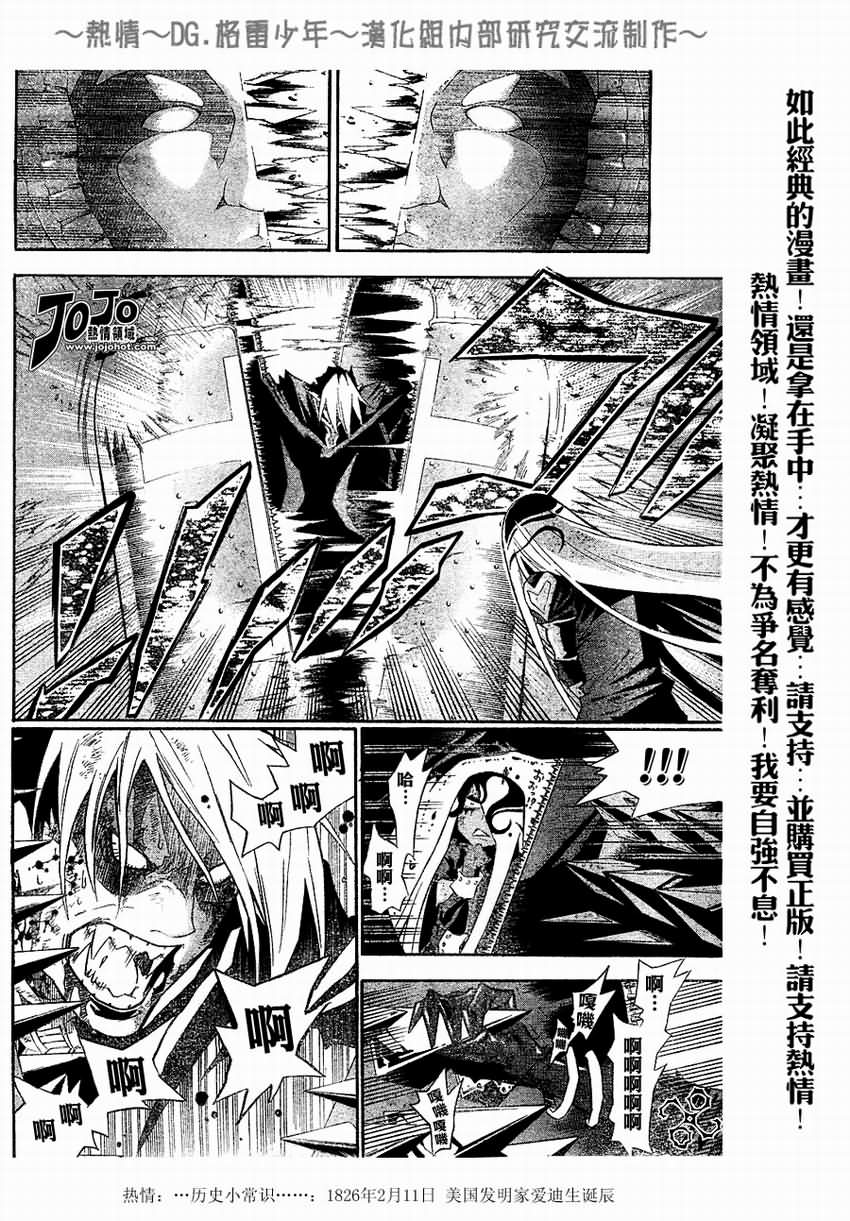 ～熱情～DG.格雷少年～漢化組内部研究交流制作～
如此經典的漫畫！還是拿在手中…才更有感覺…請支持…並購買正版！請支持熱情！
熱情領域！凝聚熱情！不為爭名奪利！我要自強不息！
JoJo
熱情領域
www.jojohot.com
!!!
哈…
啊啊…
啊
啊啊
啊
啊
啊啊
啊…
嘎嘰
啊啊啊啊啊
嘎嘰嘎嘰
热情：…历史小常识……：1826年2月11日 美国发明家爱迪生诞辰